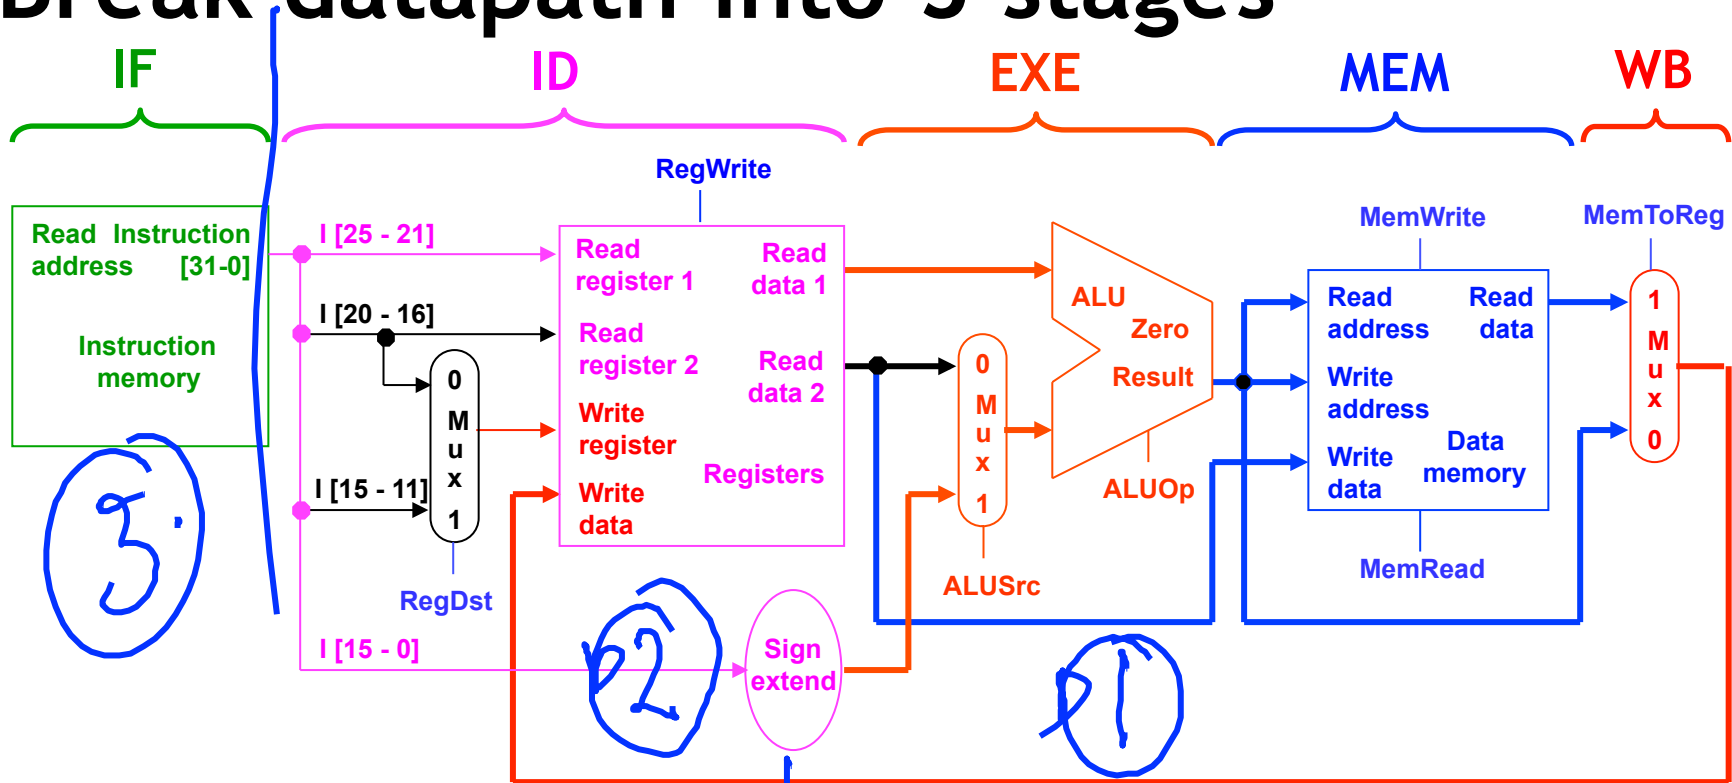 Break datapath into 5 stages
IF
ID
EXE
MEM
WB
RegWrite
MemWrite
MemToReg
Read Instruction
address [31-0]
Instruction
memory
I [25 - 21]
I [20 - 16]
I [15 - 11]
I [15 - 0]
0
M
u
x
1
RegDst
Read
register 1
Read
data 1
Read
register 2
Read
data 2
Write
register
Write
data
Registers
Sign
extend
0
M
u
x
1
ALUSrc
ALU
Zero
Result
ALUOp
Read
address
Read
data
Write
address
Write
data
Data
memory
MemRead
1
M
u
x
0
3.
P2
P1